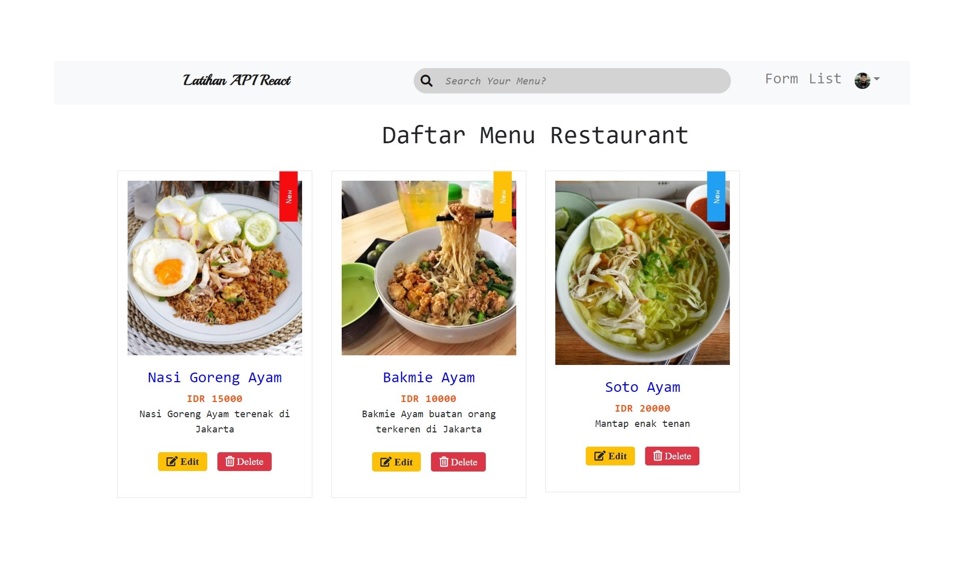 Latihan API React
Search Your Menu?
Form List
Daftar Menu Restaurant
New
Nasi Goreng Ayam
IDR 15000
Nasi Goreng Ayam terenak di
Jakarta
Edit Delete
New
Bakmie Ayam
IDR 10000
Bakmie Ayam buatan orang
terkeren di Jakarta
Edit Delete
New
Soto Ayam
IDR 20000
Mantap enak tenan
Edit Delete